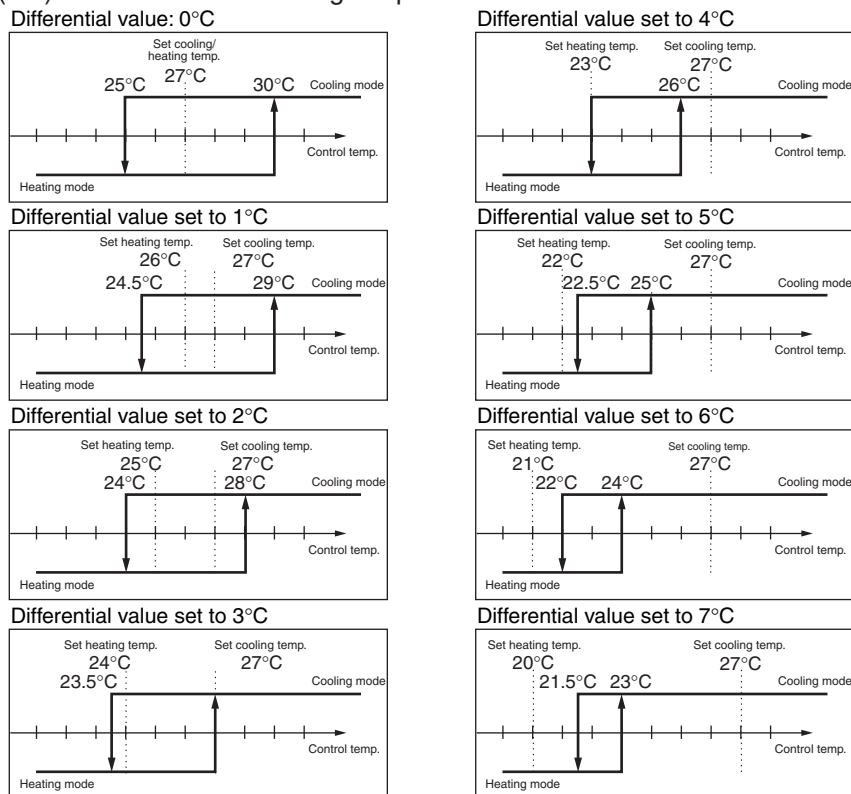 Differential value: 0°C
Set cooling/
heating temp.
25°C 27°C 30°C Cooling mode
Control temp.
Heating mode
Differential value set to 1°C
Set heating temp. Set cooling temp.
26°C 27°C
24.5°C 29°C Cooling mode
Control temp.
Heating mode
Differential value set to 2°C
Set heating temp. Set cooling temp.
25°C 27°C
24°C 28°C Cooling mode
Control temp.
Heating mode
Differential value set to 3°C
Set heating temp. Set cooling temp.
24°C 27°C
23.5°C Cooling mode
Control temp.
Heating mode
Differential value set to 4°C
Set heating temp. Set cooling temp.
23°C 27°C
26°C Cooling mode
Control temp.
Heating mode
Differential value set to 5°C
Set heating temp. Set cooling temp.
22°C 27°C
22.5°C 25°C Cooling mode
Control temp.
Heating mode
Differential value set to 6°C
Set heating temp. Set cooling temp.
21°C 27°C
22°C 24°C Cooling mode
Control temp.
Heating mode
Differential value set to 7°C
Set heating temp. Set cooling temp.
20°C 27°C
21.5°C 23°C Cooling mode
Control temp.
Heating mode